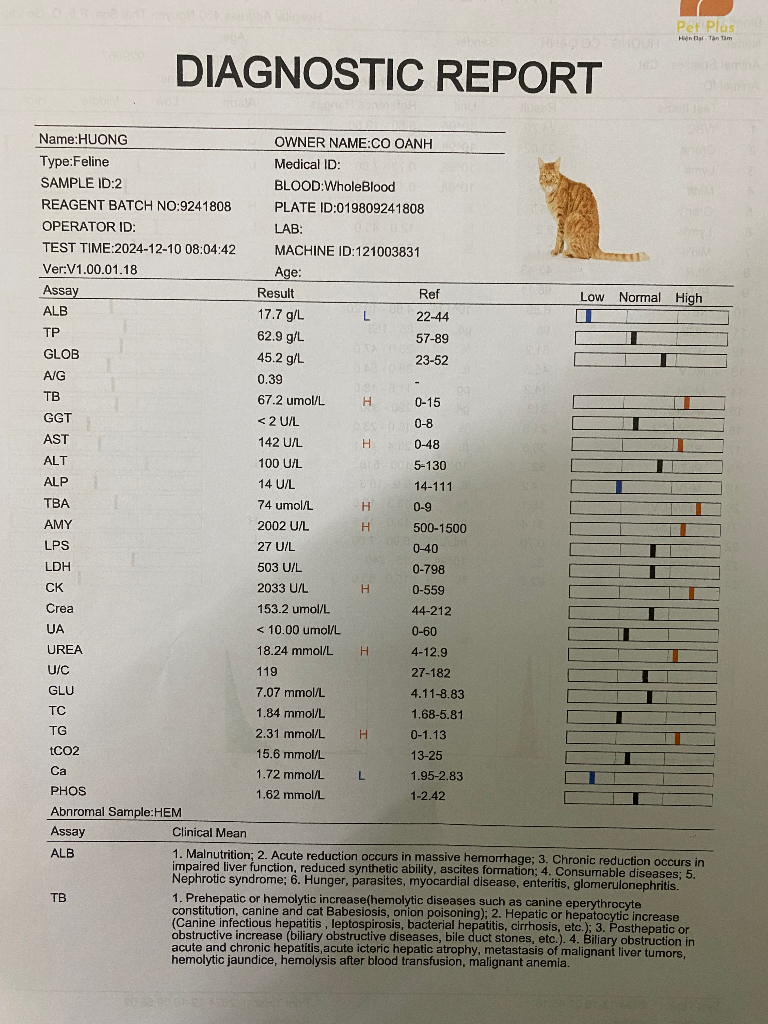 Pet Plus
Hiện Đại - Tận Tâm
DIAGNOSTIC REPORT
Name:HUONG OWNER NAME:CO OANH
Type:Feline Medical ID:
SAMPLE ID:2 BLOOD:WholeBlood
REAGENT BATCH NO:9241808 PLATE ID:019809241808
OPERATOR ID: LAB:
TEST TIME:2024-12-10 08:04:42 MACHINE ID:121003831
Ver:V1.00.01.18 Age:
Assay Result Ref Low Normal High
ALB 17.7 g/L L 22-44
TP 62.9 g/L 57-89
GLOB 45.2 g/L 23-52
A/G 0.39 -
TB 67.2 umol/L H 0-15
GGT < 2 U/L 0-8
AST 142 U/L H 0-48
ALT 100 U/L 5-130
ALP 14 U/L 14-111
TBA 74 umol/L H 0-9
AMY 2002 U/L H 500-1500
LPS 27 U/L 0-40
LDH 503 U/L 0-798
CK 2033 U/L H 0-559
Crea 153.2 umol/L 44-212
UA < 10.00 umol/L 0-60
UREA 18.24 mmol/L H 4-12.9
U/C 119 27-182
GLU 7.07 mmol/L 4.11-8.83
TC 1.84 mmol/L 1.68-5.81
TG 2.31 mmol/L H 0-1.13
tCO2 15.6 mmol/L 13-25
Ca 1.72 mmol/L L 1.95-2.83
PHOS 1.62 mmol/L 1-2.42
Abnromal Sample:HEM
Assay Clinical Mean
ALB 1. Malnutrition; 2. Acute reduction occurs in massive hemorrhage; 3. Chronic reduction occurs in
impaired liver function, reduced synthetic ability, ascites formation; 4. Consumable diseases; 5.
Nephrotic syndrome; 6. Hunger, parasites, myocardial disease, enteritis, glomerulonephritis.
TB 1. Prehepatic or hemolytic increase(hemolytic diseases such as canine eperythrocyte
constitution, canine and cat Babesiosis, onion poisoning); 2. Hepatic or hepatocytic increase
(Canine infectious hepatitis , leptospirosis, bacterial hepatitis, cirrhosis, etc.); 3. Posthepatic or
obstructive increase (biliary obstructive diseases, bile duct stones, etc.). 4. Biliary obstruction in
acute and chronic hepatitis,acute icteric hepatic atrophy, metastasis of malignant liver tumors,
hemolytic jaundice, hemolysis after blood transfusion, malignant anemia.